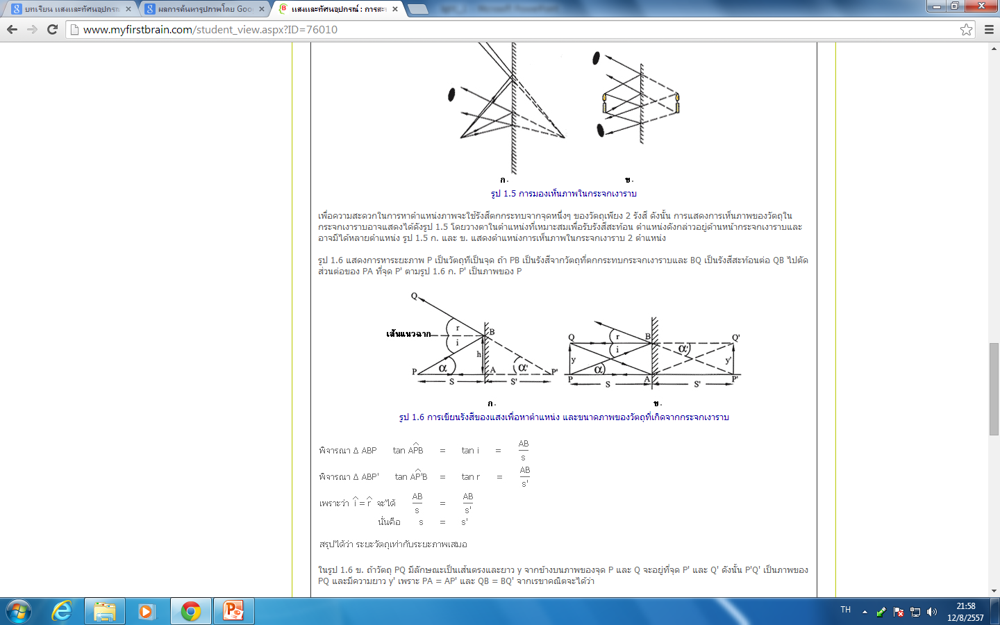 บทเรียน แสงและทัศนอุปกรณ
ผลการค้นหารูปภาพโดย Goo
แสงและทัศนอุปกรณ์ : การสะ
www.myfirstbrain.com/student_view.aspx?ID=76010
ก.
ข.
รูป 1.5 การมองเห็นภาพในกระจกเงาราบ
เพื่อความสะดวกในการหาตำแหน่งภาพจะใช้รังสีตกกระทบจากจุดหนึ่งๆ ของวัตถุเพียง 2 รังสี ดังนั้น การแสดงการเห็นภาพของวัตถุใน
กระจกเงาราบอาจแสดงได้ดังรูป 1.5 โดยวางตาในตำแหน่งที่เหมาะสมเพื่อรับรังสีสะท้อน ตำแหน่งดังกล่าวอยู่ด้านหน้ากระจกเงาราบและ
อาจมีได้หลายตำแหน่ง รูป 1.5 ก. และ ข. แสดงตำแหน่งการเห็นภาพในกระจกเงาราบ 2 ตำแหน่ง
รูป 1.6 แสดงการหาระยะภาพ P เป็นวัตถุที่เป็นจุด ถ้า PB เป็นรังสีจากวัตถุที่ตกกระทบกระจกเงาราบและ BQ เป็นรังสีสะท้อนต่อ QB ไปตัด
ส่วนต่อของ PA ที่จุด P' ตามรูป 1.6 ก. P' เป็นภาพของ P
Q
r
B
เส้นแนวฉาก
i
h
α
α'
P
A
P'
S
S'
ก.
Q
r
B
Q'
i
α'
y
α
y'
P
A
P'
S
S'
ข.
รูป 1.6 การเขียนรังสีของแสงเพื่อหาตำแหน่ง และขนาดภาพของวัตถุที่เกิดจากกระจกเงาราบ
พิจารณา Δ ABP tan AP̂B = tan i = AB/s
พิจารณา Δ ABP' tan AP̂'B = tan r = AB/s'
เพราะว่า î = r̂ จะได้ AB/s = AB/s'
นั่นคือ s = s'
สรุปได้ว่า ระยะวัตถุเท่ากับระยะภาพเสมอ
ในรูป 1.6 ข. ถ้าวัตถุ PQ มีลักษณะเป็นเส้นตรงและยาว y จากข้างบนภาพของจุด P และ Q จะอยู่ที่จุด P' และ Q' ดังนั้น P'Q' เป็นภาพของ
PQ และมีความยาว y' เพราะ PA = AP' และ QB = BQ' จากเรขาคณิตจะได้ว่า
TH
21:58
12/8/2557